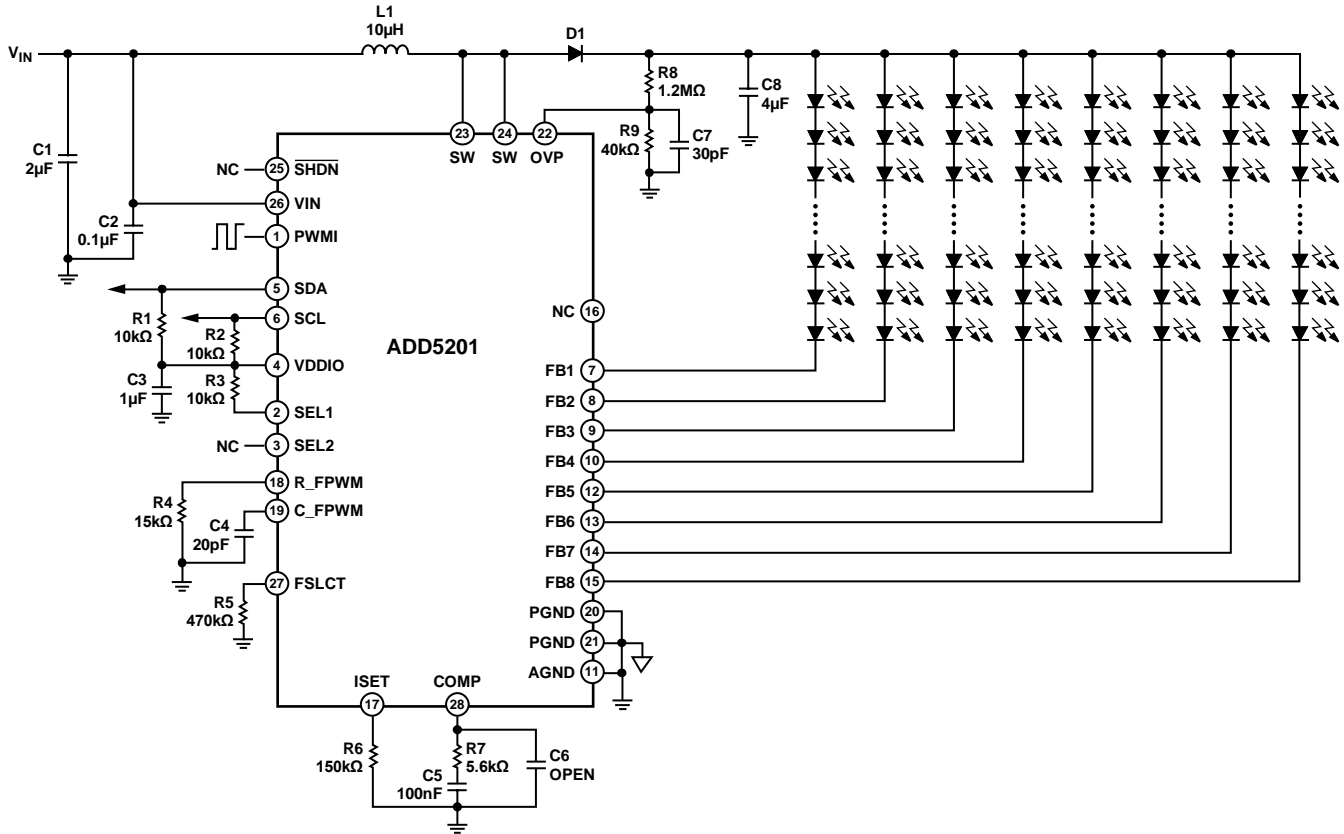 L1
10µH
VIN
D1
R8
1.2MΩ
C8
4µF
R9
40kΩ
C7
30pF
C1
2µF
23
24
22
SW
SW
OVP
NC
25
SHDN
26
VIN
C2
0.1µF
1
PWMI
5
SDA
6
SCL
R1
10kΩ
R2
10kΩ
4
VDDIO
C3
1µF
R3
10kΩ
2
SEL1
NC
3
SEL2
18
R_FPWM
R4
15kΩ
19
C_FPWM
C4
20pF
27
FSLCT
R5
470kΩ
ADD5201
NC
16
FB1
7
FB2
8
FB3
9
FB4
10
FB5
12
FB6
13
FB7
14
FB8
15
PGND
20
PGND
21
AGND
11
ISET
COMP
17
28
R6
150kΩ
R7
5.6kΩ
C5
100nF
C6
OPEN